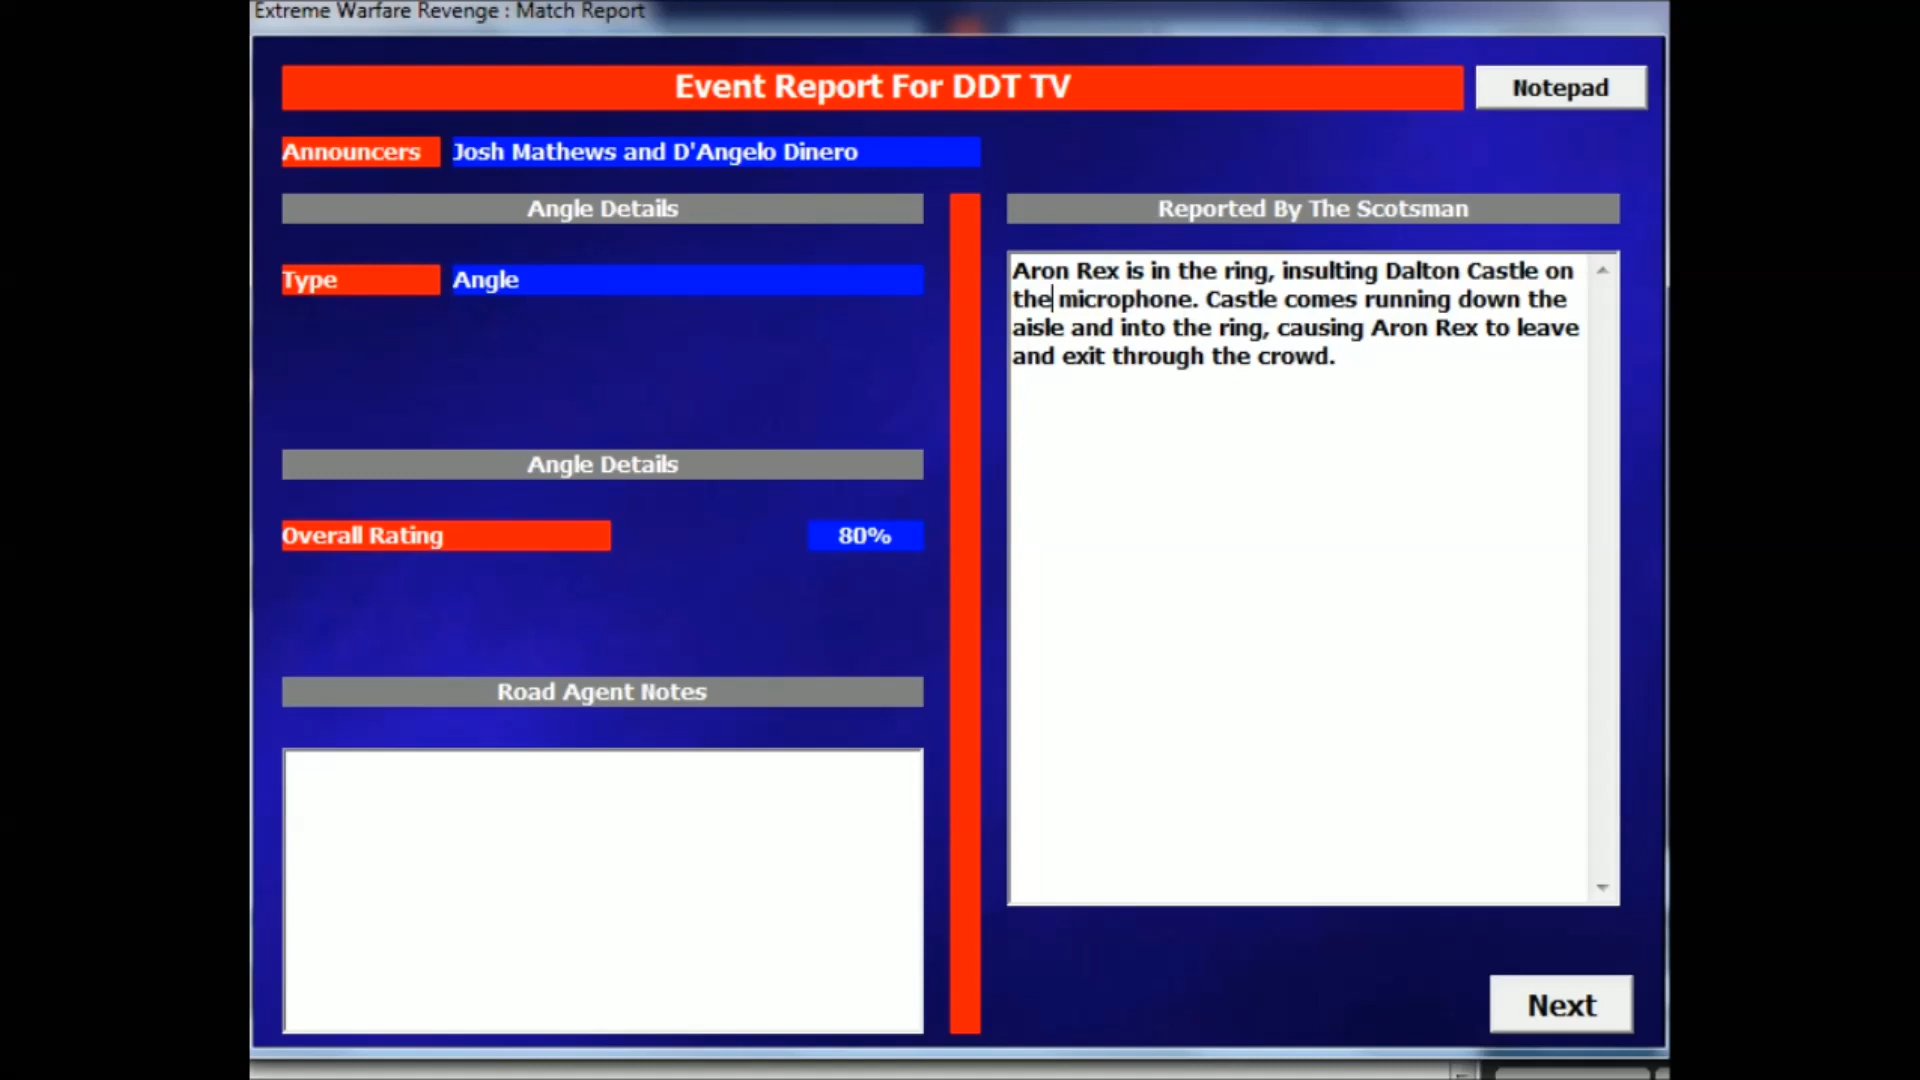 Extreme Warfare Revenge : Match Report
Event Report For DDT TV
Notepad
Announcers
Josh Mathews and D'Angelo Dinero
Angle Details
Reported By The Scotsman
Type
Angle
Aron Rex is in the ring, insulting Dalton Castle on
the microphone. Castle comes running down the
aisle and into the ring, causing Aron Rex to leave
and exit through the crowd.
Angle Details
Overall Rating
80%
Road Agent Notes
Next